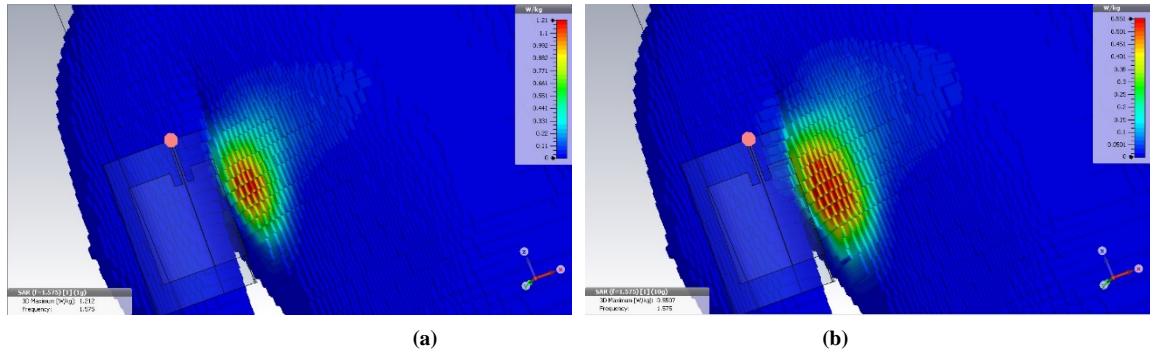 W/kg
1.21
1.1
0.992
0.882
0.771
0.661
0.551
0.441
0.331
0.22
0.11
0
SAR (f=1.575) [1] (1g)
3D Maximum [W/kg] 1.212
Frequency: 1.575
(a)
W/kg
0.551
0.5
0.45
0.4
0.35
0.3
0.25
0.2
0.15
0.1
0.0501
0
SAR (f=1.575) [1] (10g)
3D Maximum [W/kg] 0.5507
Frequency: 1.575
(b)